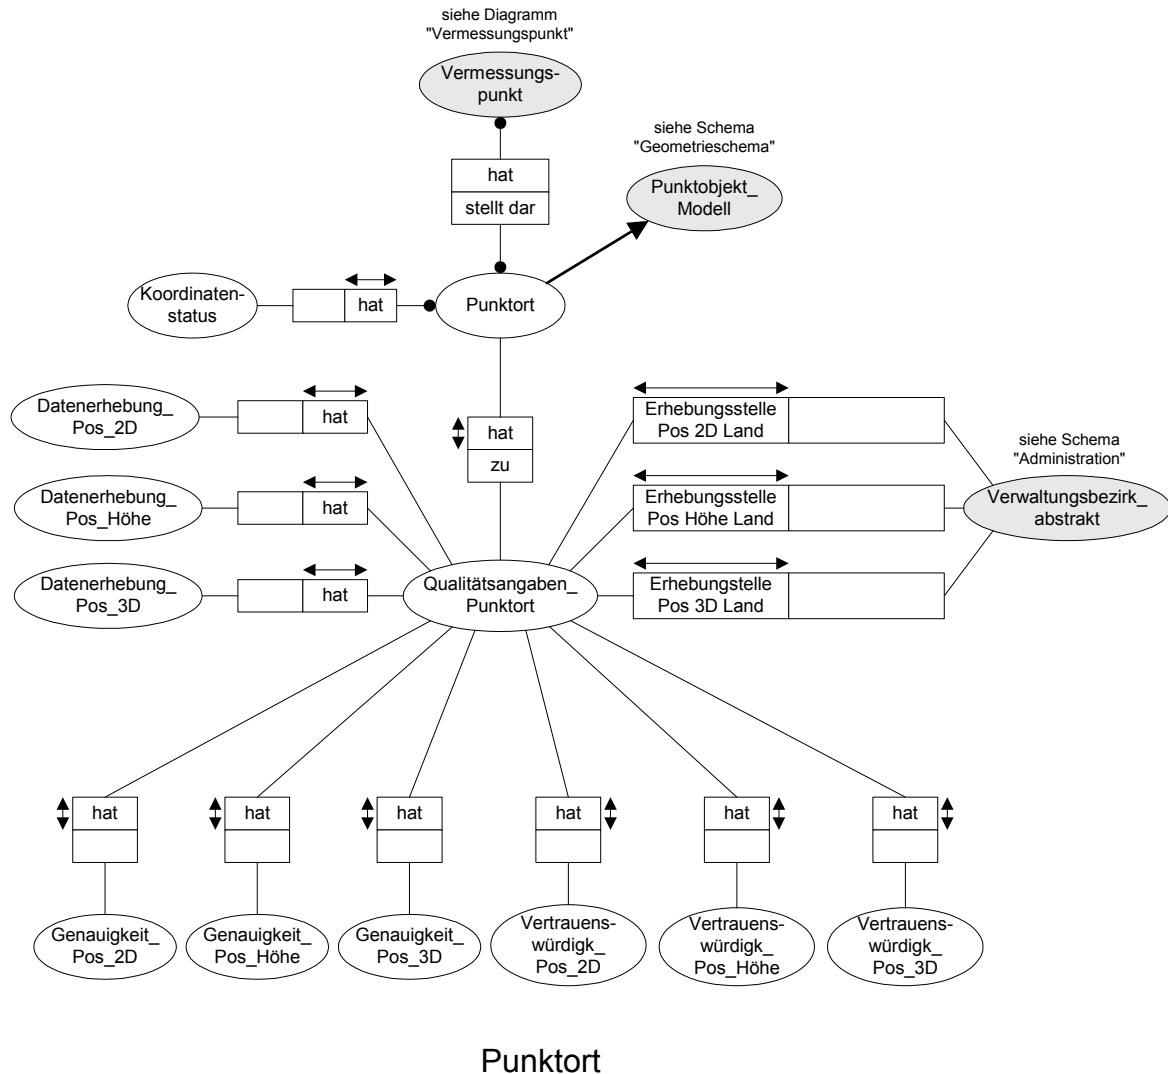 siehe Diagramm
"Vermessungspunkt"
Vermessungs-
punkt
siehe Schema
"Geometrieschema"
Punktobjekt_
Modell
hat
stellt dar
Koordinaten-
status
hat
Punktort
Datenerhebung_
Pos_2D
hat
hat
zu
Erhebungsstelle
Pos 2D Land
siehe Schema
"Administration"
Verwaltungsbezirk_
abstrakt
Datenerhebung_
Pos_Höhe
hat
Erhebungsstelle
Pos Höhe Land
Datenerhebung_
Pos_3D
hat
Qualitätsangaben_
Punktort
Erhebungstelle
Pos 3D Land
hat
hat
hat
hat
hat
hat
Genauigkeit_
Pos_2D
Genauigkeit_
Pos_Höhe
Genauigkeit_
Pos_3D
Vertrauens-
würdigk_
Pos_2D
Vertrauens-
würdigk_
Pos_Höhe
Vertrauens-
würdigk_
Pos_3D
Punktort